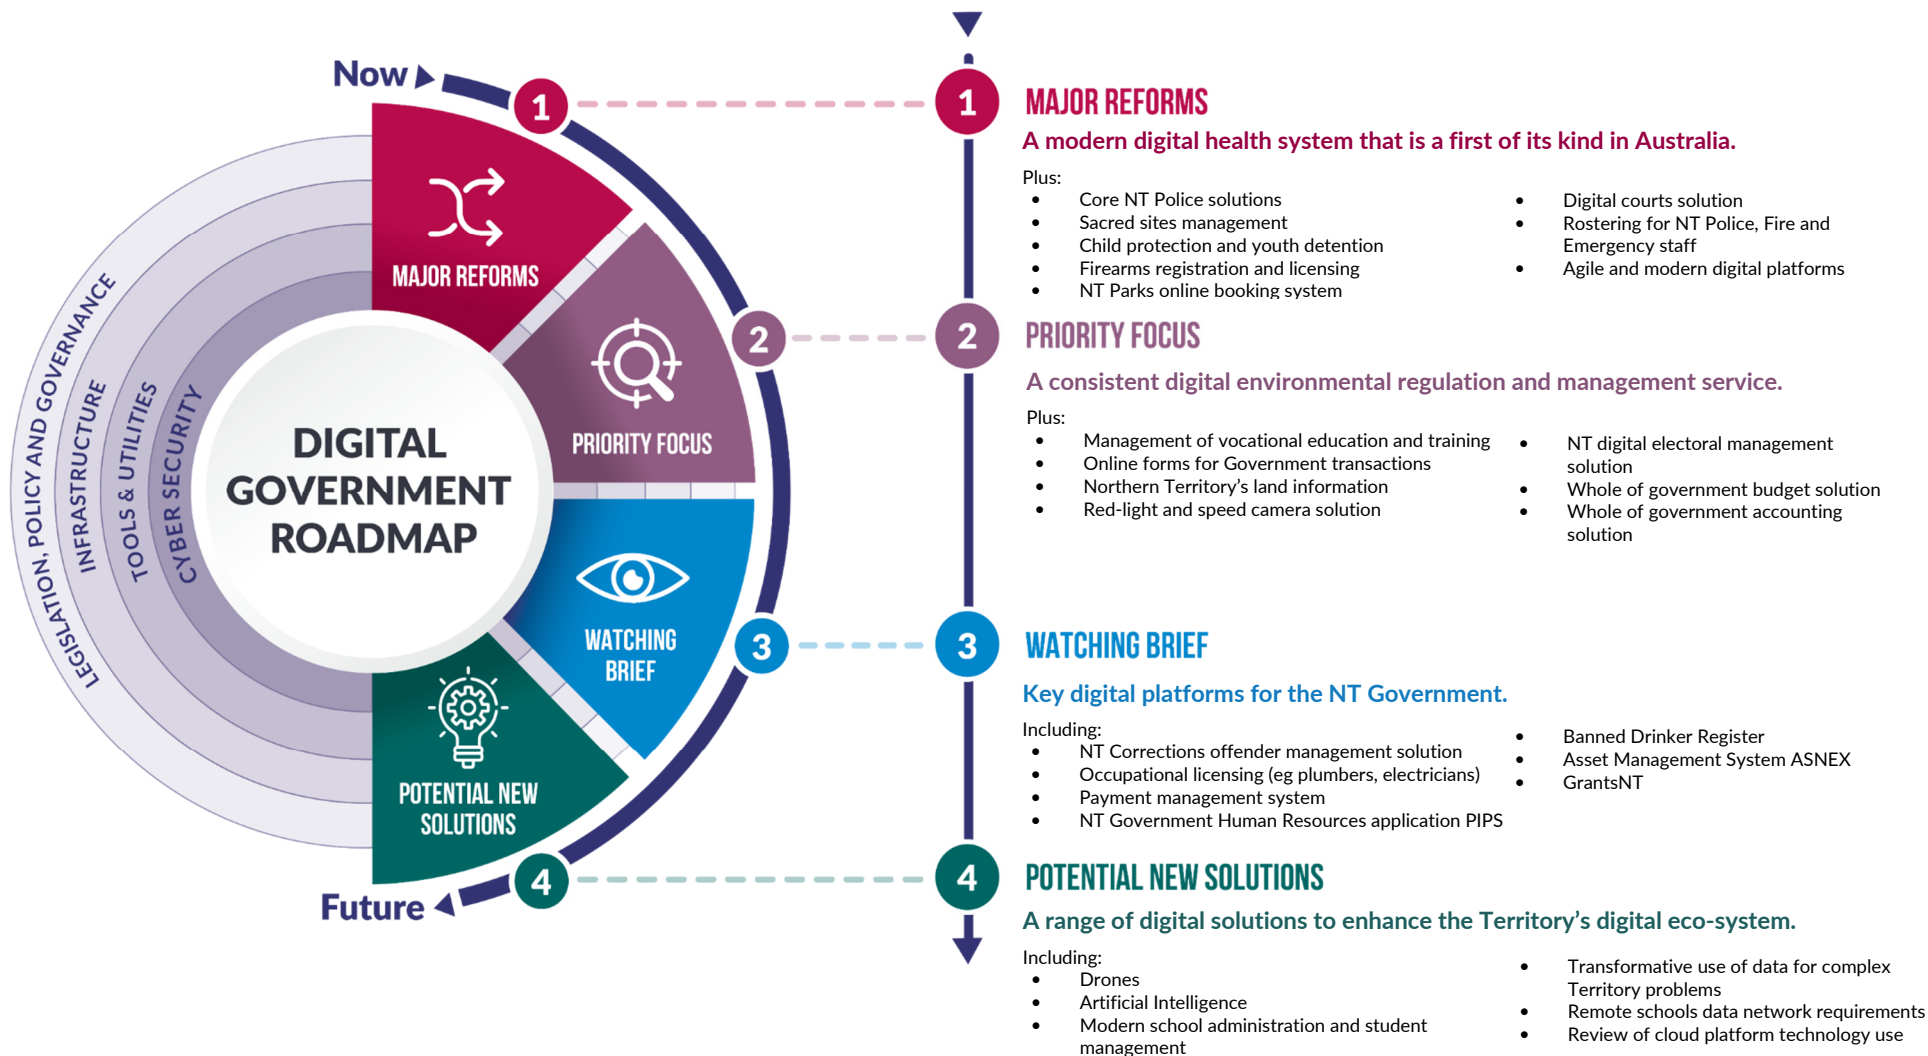 Now
1
MAJOR REFORMS
2
PRIORITY FOCUS
3
WATCHING
BRIEF
4
POTENTIAL NEW
SOLUTIONS
Future
DIGITAL
GOVERNMENT
ROADMAP
LEGISLATION, POLICY AND GOVERNANCE
INFRASTRUCTURE
TOOLS & UTILITIES
CYBER SECURITY
1
MAJOR REFORMS
A modern digital health system that is a first of its kind in Australia.
Plus:
• Core NT Police solutions
• Sacred sites management
• Child protection and youth detention
• Firearms registration and licensing
• NT Parks online booking system
• Digital courts solution
• Rostering for NT Police, Fire and
Emergency staff
• Agile and modern digital platforms
2
PRIORITY FOCUS
A consistent digital environmental regulation and management service.
Plus:
• Management of vocational education and training
• Online forms for Government transactions
• Northern Territory’s land information
• Red-light and speed camera solution
• NT digital electoral management
solution
• Whole of government budget solution
• Whole of government accounting
solution
3
WATCHING BRIEF
Key digital platforms for the NT Government.
Including:
• NT Corrections offender management solution
• Occupational licensing (eg plumbers, electricians)
• Payment management system
• NT Government Human Resources application PIPS
• Banned Drinker Register
• Asset Management System ASNEX
• GrantsNT
4
POTENTIAL NEW SOLUTIONS
A range of digital solutions to enhance the Territory’s digital eco-system.
Including:
• Drones
• Artificial Intelligence
• Modern school administration and student
management
• Transformative use of data for complex
Territory problems
• Remote schools data network requirements
• Review of cloud platform technology use